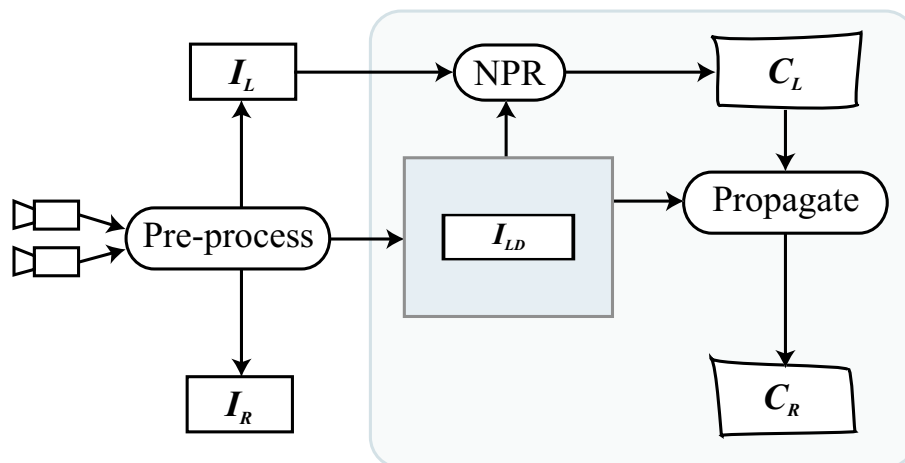 I_L
NPR
C_L
Pre-process
I_LD
Propagate
I_R
C_R